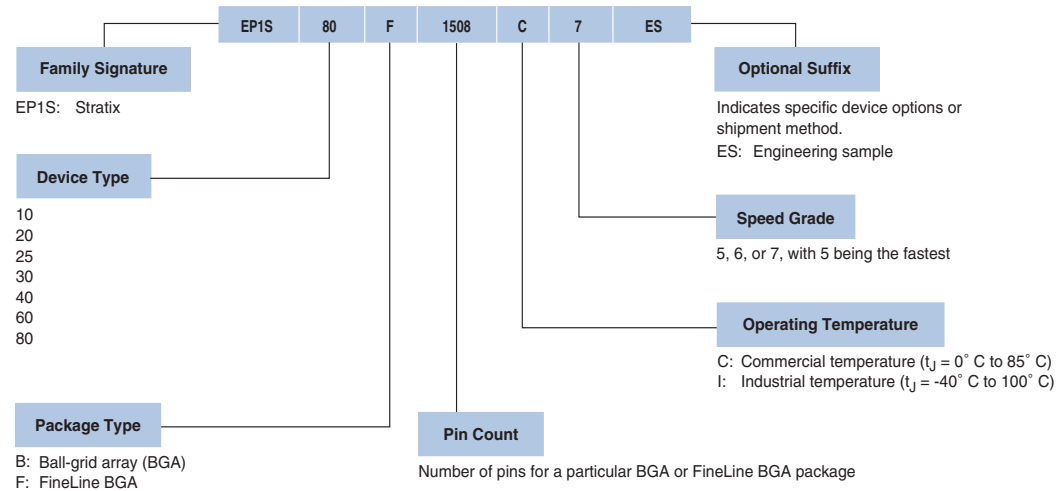 EP1S 80 F 1508 C 7 ES
Family Signature
EP1S: Stratix
Device Type
10
20
25
30
40
60
80
Package Type
B: Ball-grid array (BGA)
F: FineLine BGA
Pin Count
Number of pins for a particular BGA or FineLine BGA package
Optional Suffix
Indicates specific device options or
shipment method.
ES: Engineering sample
Speed Grade
5, 6, or 7, with 5 being the fastest
Operating Temperature
C: Commercial temperature (tJ = 0˚ C to 85˚ C)
I: Industrial temperature (tJ = -40˚ C to 100˚ C)